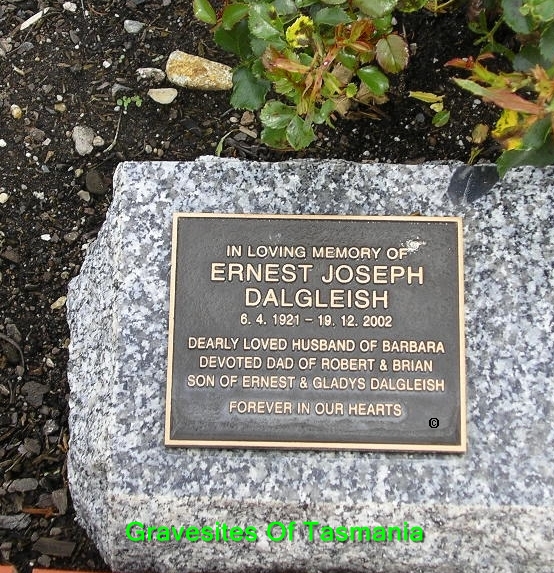 IN LOVING MEMORY OF
ERNEST JOSEPH
DALGLEISH
6. 4. 1921 – 19. 12. 2002
DEARLY LOVED HUSBAND OF BARBARA
DEVOTED DAD OF ROBERT & BRIAN
SON OF ERNEST & GLADYS DALGLEISH
FOREVER IN OUR HEARTS
©
Gravesites Of Tasmania